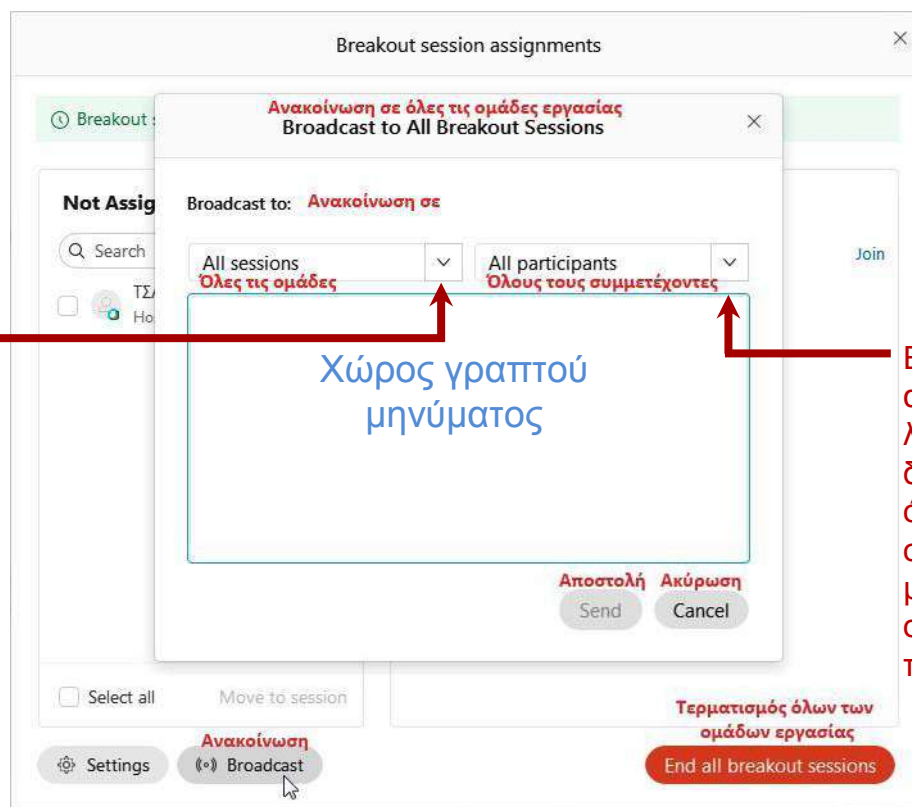 Breakout session assignments
Breakout
Ανακοίνωση σε όλες τις ομάδες εργασίας
Broadcast to All Breakout Sessions
Not Assig
Broadcast to: Ανακοίνωση σε
Search
All sessions
All participants
Join
Όλες τις ομάδες
Όλους τους συμμετέχοντες
ΤΣΛ
Ho
Χώρος γραπτού
μηνύματος
Αποστολή Ακύρωση
Send Cancel
Select all
Move to session
Τερματισμός όλων των
ομάδων εργασίας
Ανακοίνωση
Settings
Broadcast
End all breakout sessions